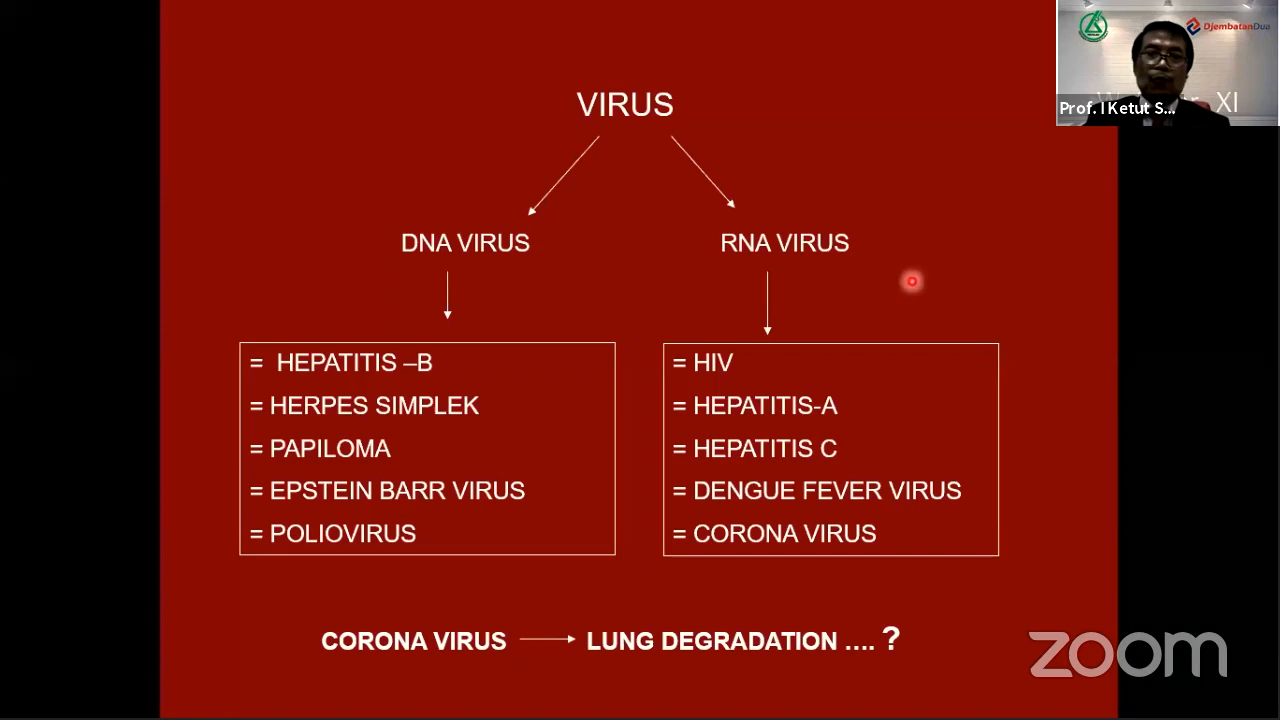 DjembatanDua
XI
Prof. I Ketut S...
VIRUS
DNA VIRUS
RNA VIRUS
= HEPATITIS –B
= HERPES SIMPLEK
= PAPILOMA
= EPSTEIN BARR VIRUS
= POLIOVIRUS
= HIV
= HEPATITIS-A
= HEPATITIS C
= DENGUE FEVER VIRUS
= CORONA VIRUS
CORONA VIRUS LUNG DEGRADATION .... ?
zoom